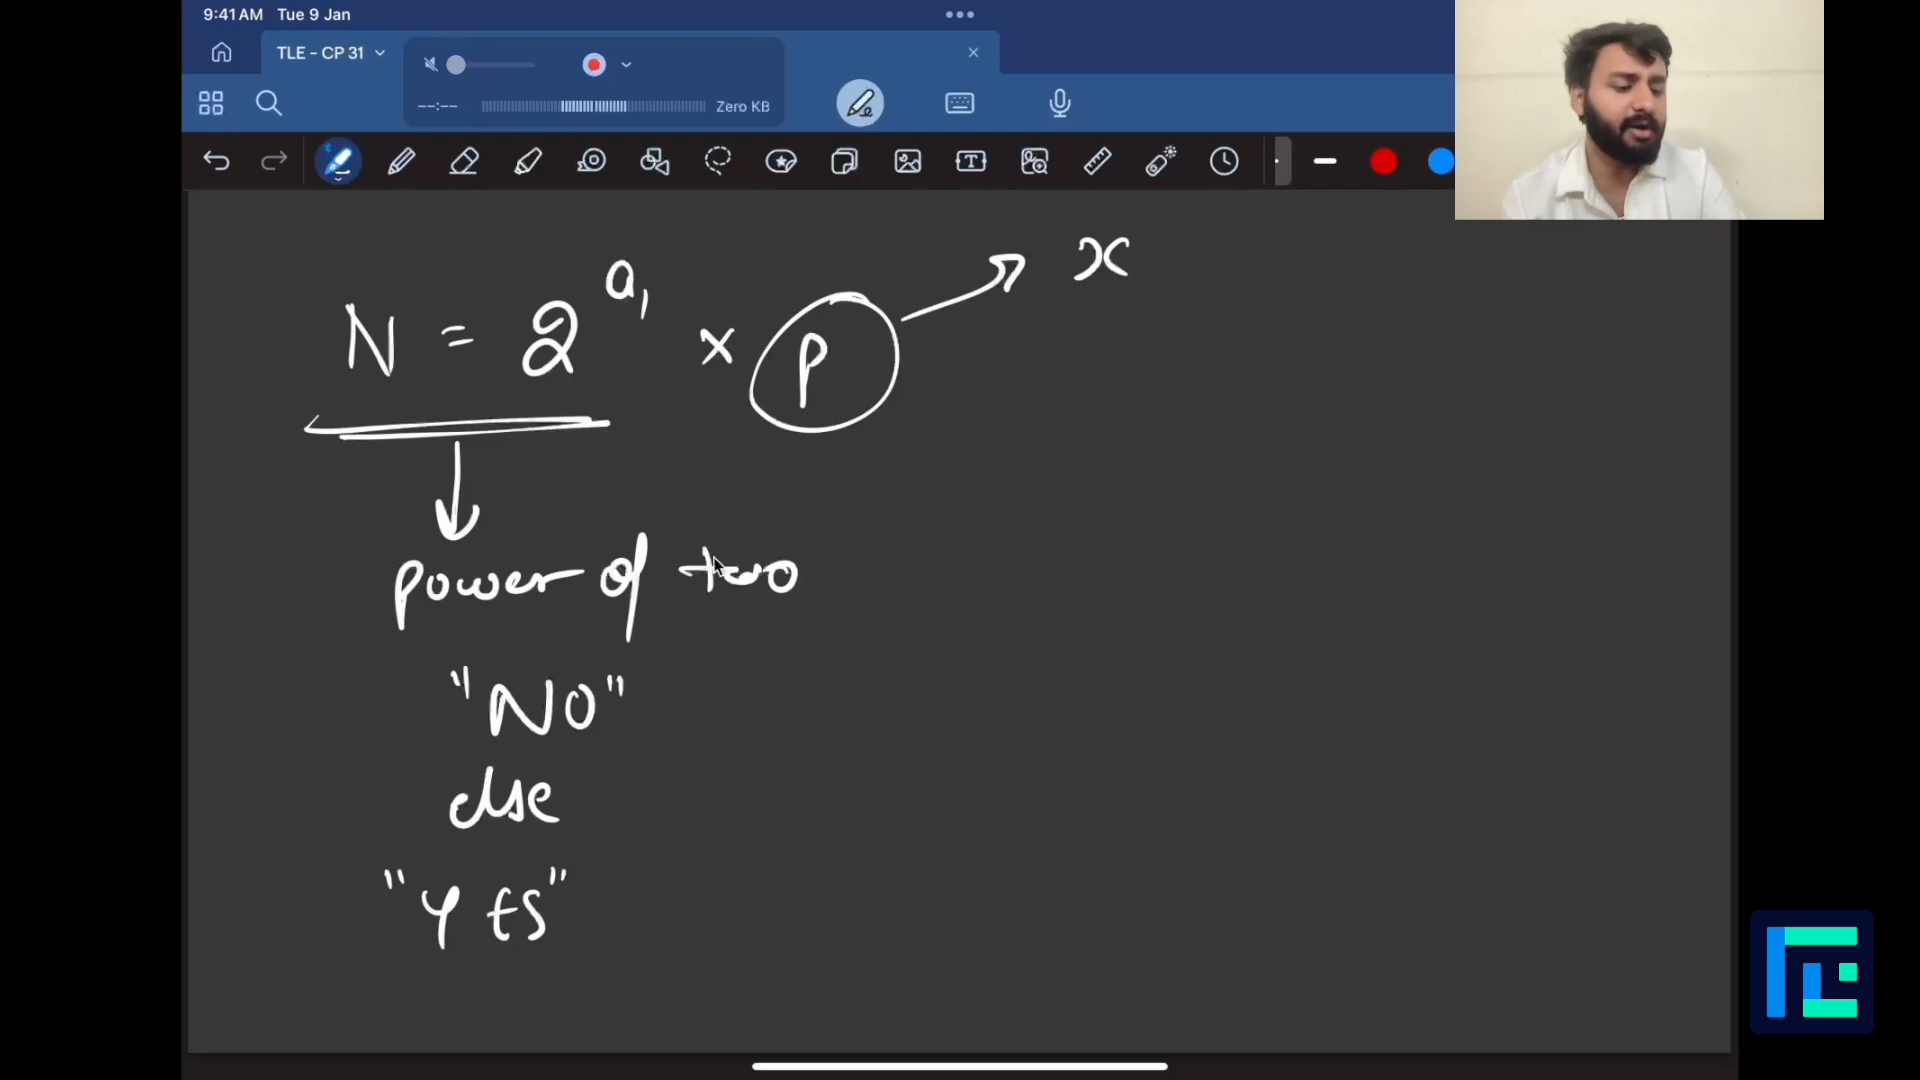 9:41 AM Tue 9 Jan
TLE - CP 31
--:--
Zero KB
N = 2^a₁ × p → x
power of two
"NO"
else
"YES"